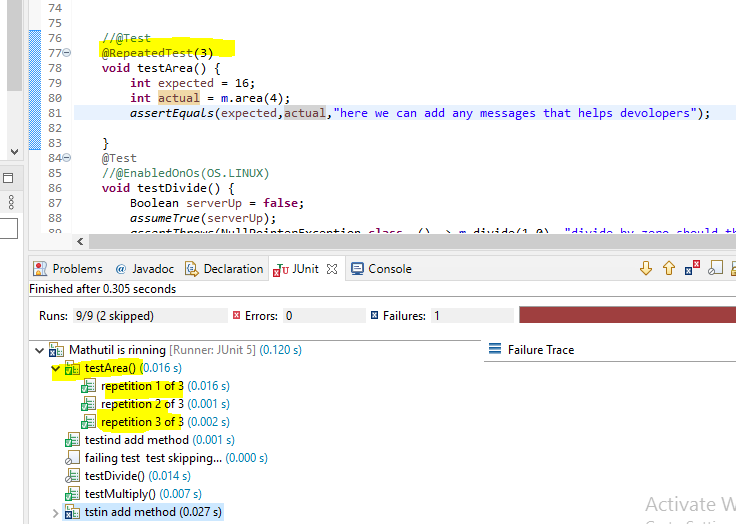 74
75
76 //@Test
77 @RepeatedTest(3)
78 void testArea() {
79 int expected = 16;
80 int actual = m.area(4);
81 assertEquals(expected,actual,"here we can add any messages that helps devolopers");
82
83 }
84 @Test
85 //@EnabledOnOs(OS.LINUX)
86 void testDivide() {
87 Boolean serverUp = false;
88 assumeTrue(serverUp);
89 assertThrows(NullPointerException.class, () -> m.divide(1,0), "divide by zero should th
Problems @ Javadoc Declaration JUnit Console
Finished after 0.305 seconds
Runs: 9/9 (2 skipped) Errors: 0 Failures: 1
Mathutil is rinning [Runner: JUnit 5] (0.120 s)
Failure Trace
testArea() (0.016 s)
repetition 1 of 3 (0.016 s)
repetition 2 of 3 (0.001 s)
repetition 3 of 3 (0.002 s)
testind add method (0.001 s)
failing test test skipping... (0.000 s)
testDivide() (0.014 s)
testMultiply() (0.007 s)
tstin add method (0.027 s)
Activate W